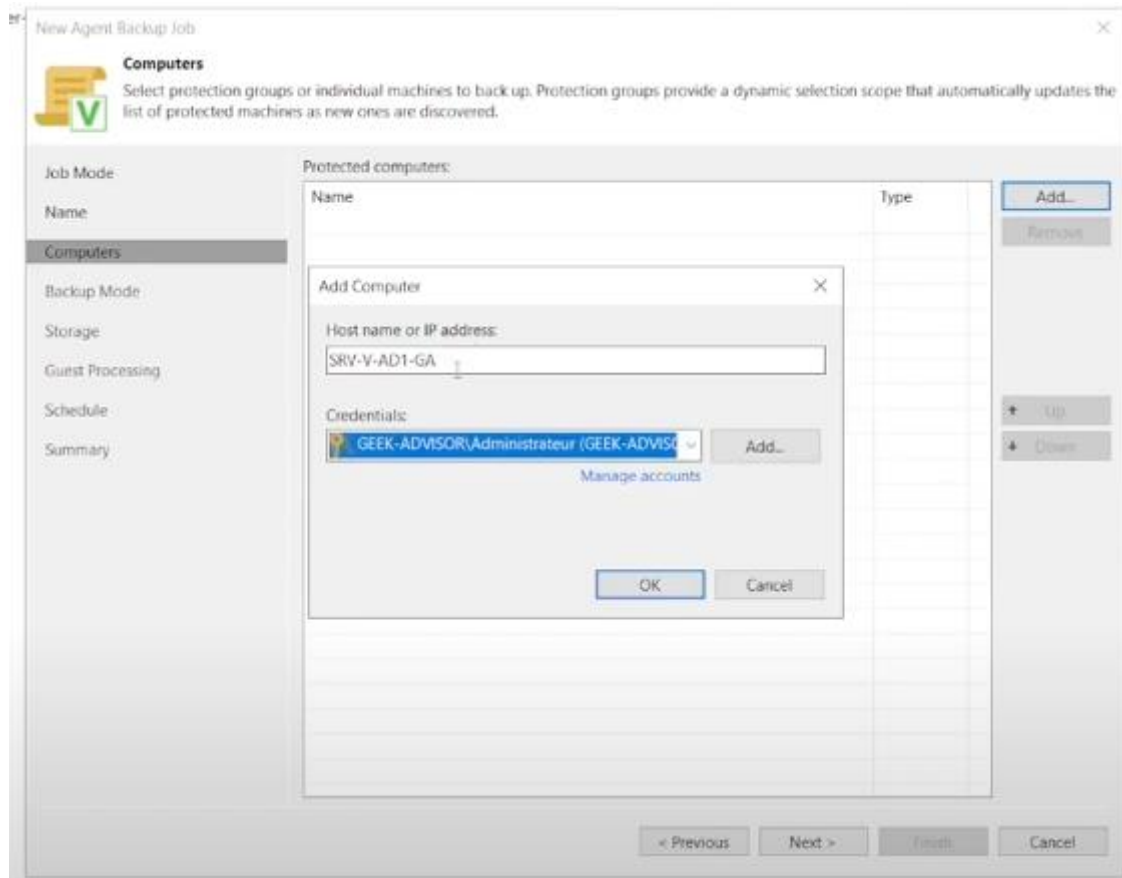 er-
New Agent Backup Job
Computers
Select protection groups or individual machines to back up. Protection groups provide a dynamic selection scope that automatically updates the
list of protected machines as new ones are discovered.
Job Mode
Name
Computers
Backup Mode
Storage
Guest Processing
Schedule
Summary
Protected computers:
Name Type
Add...
Remove
Add Computer
Host name or IP address:
SRV-V-AD1-GA
Credentials:
GEEK-ADVISOR\Administrateur (GEEK-ADVISO
Add...
Manage accounts
OK Cancel
Up
Down
< Previous Next > Finish Cancel